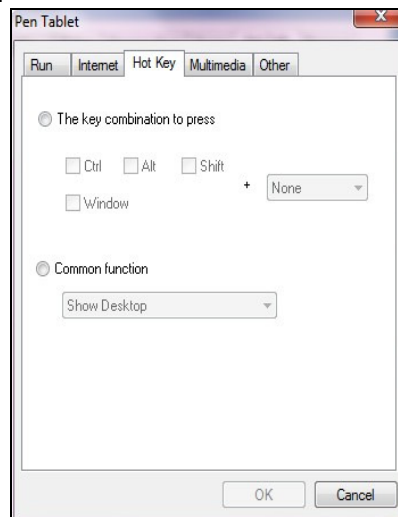 Pen Tablet
Run Internet Hot Key Multimedia Other
The key combination to press
Ctrl Alt Shift
+ None
Window
Common function
Show Desktop
OK Cancel